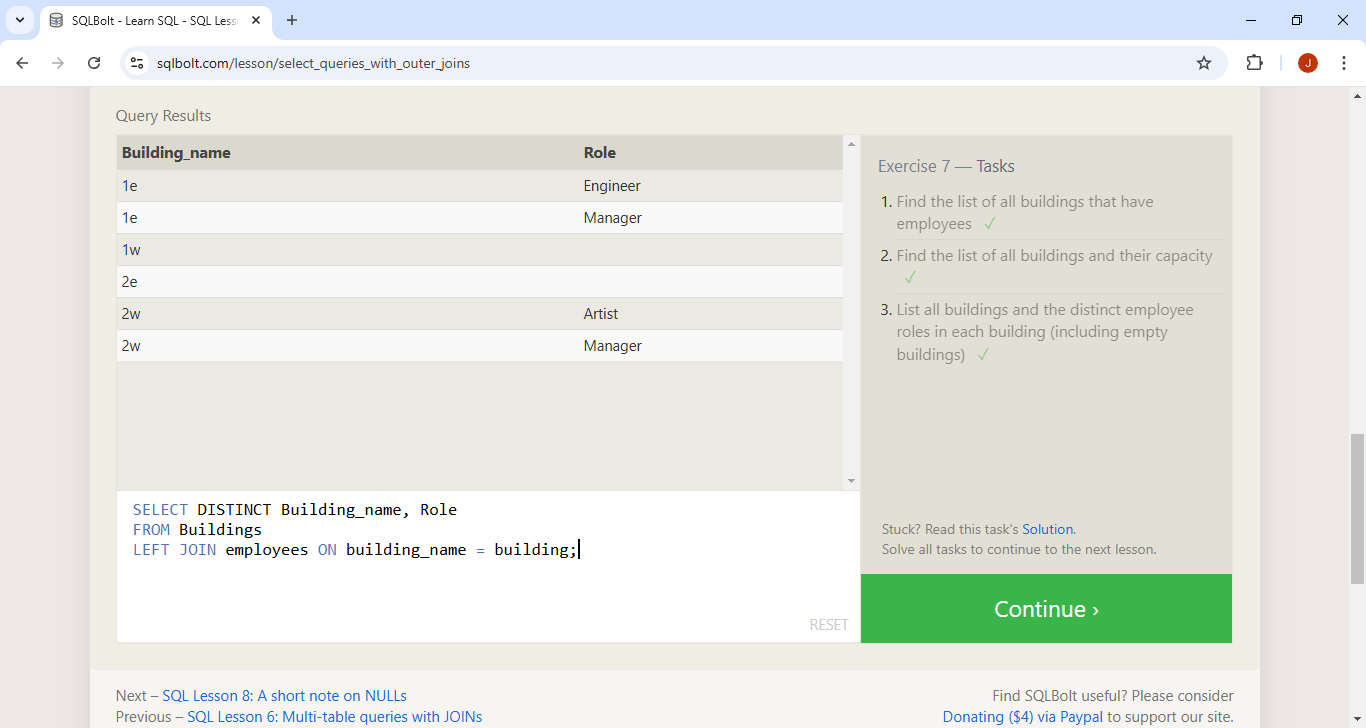 SQLBolt - Learn SQL - SQL Less
sqlbolt.com/lesson/select_queries_with_outer_joins
J
Query Results
Building_name Role
1e Engineer
1e Manager
1w
2e
2w Artist
2w Manager
Exercise 7 — Tasks
1. Find the list of all buildings that have
employees ✓
2. Find the list of all buildings and their capacity
✓
3. List all buildings and the distinct employee
roles in each building (including empty
buildings) ✓
Stuck? Read this task's Solution.
Solve all tasks to continue to the next lesson.
Continue ›
SELECT DISTINCT Building_name, Role
FROM Buildings
LEFT JOIN employees ON building_name = building;
RESET
Next – SQL Lesson 8: A short note on NULLs
Previous – SQL Lesson 6: Multi-table queries with JOINs
Find SQLBolt useful? Please consider
Donating ($4) via Paypal to support our site.